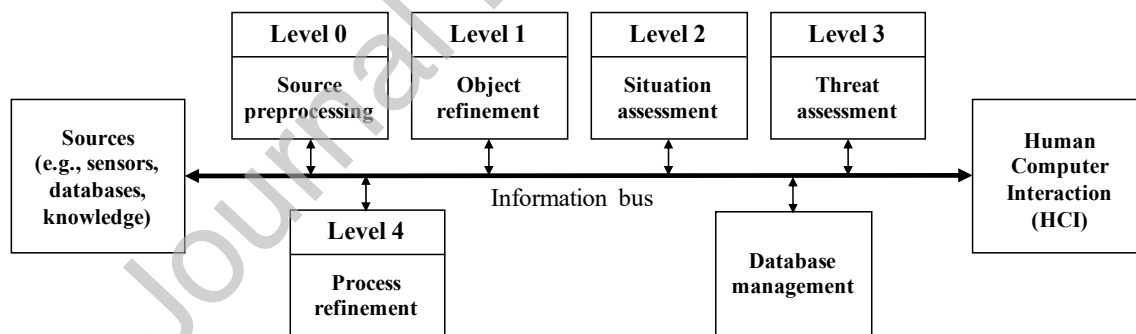 Level 0
Source
preprocessing
Level 1
Object
refinement
Level 2
Situation
assessment
Level 3
Threat
assessment
Sources
(e.g., sensors,
databases,
knowledge)
Information bus
Human
Computer
Interaction
(HCI)
Level 4
Process
refinement
Database
management
Journal